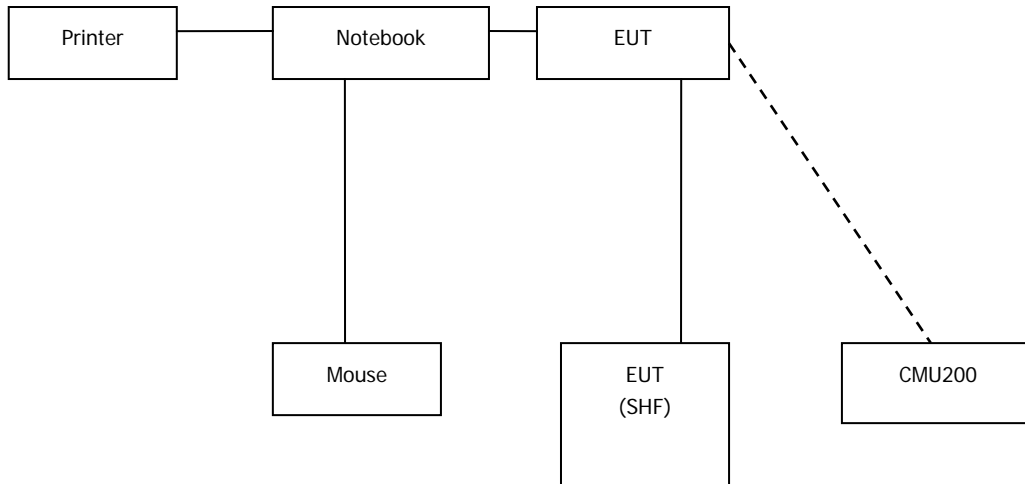 Printer
Notebook
EUT
Mouse
EUT
(SHF)
CMU200